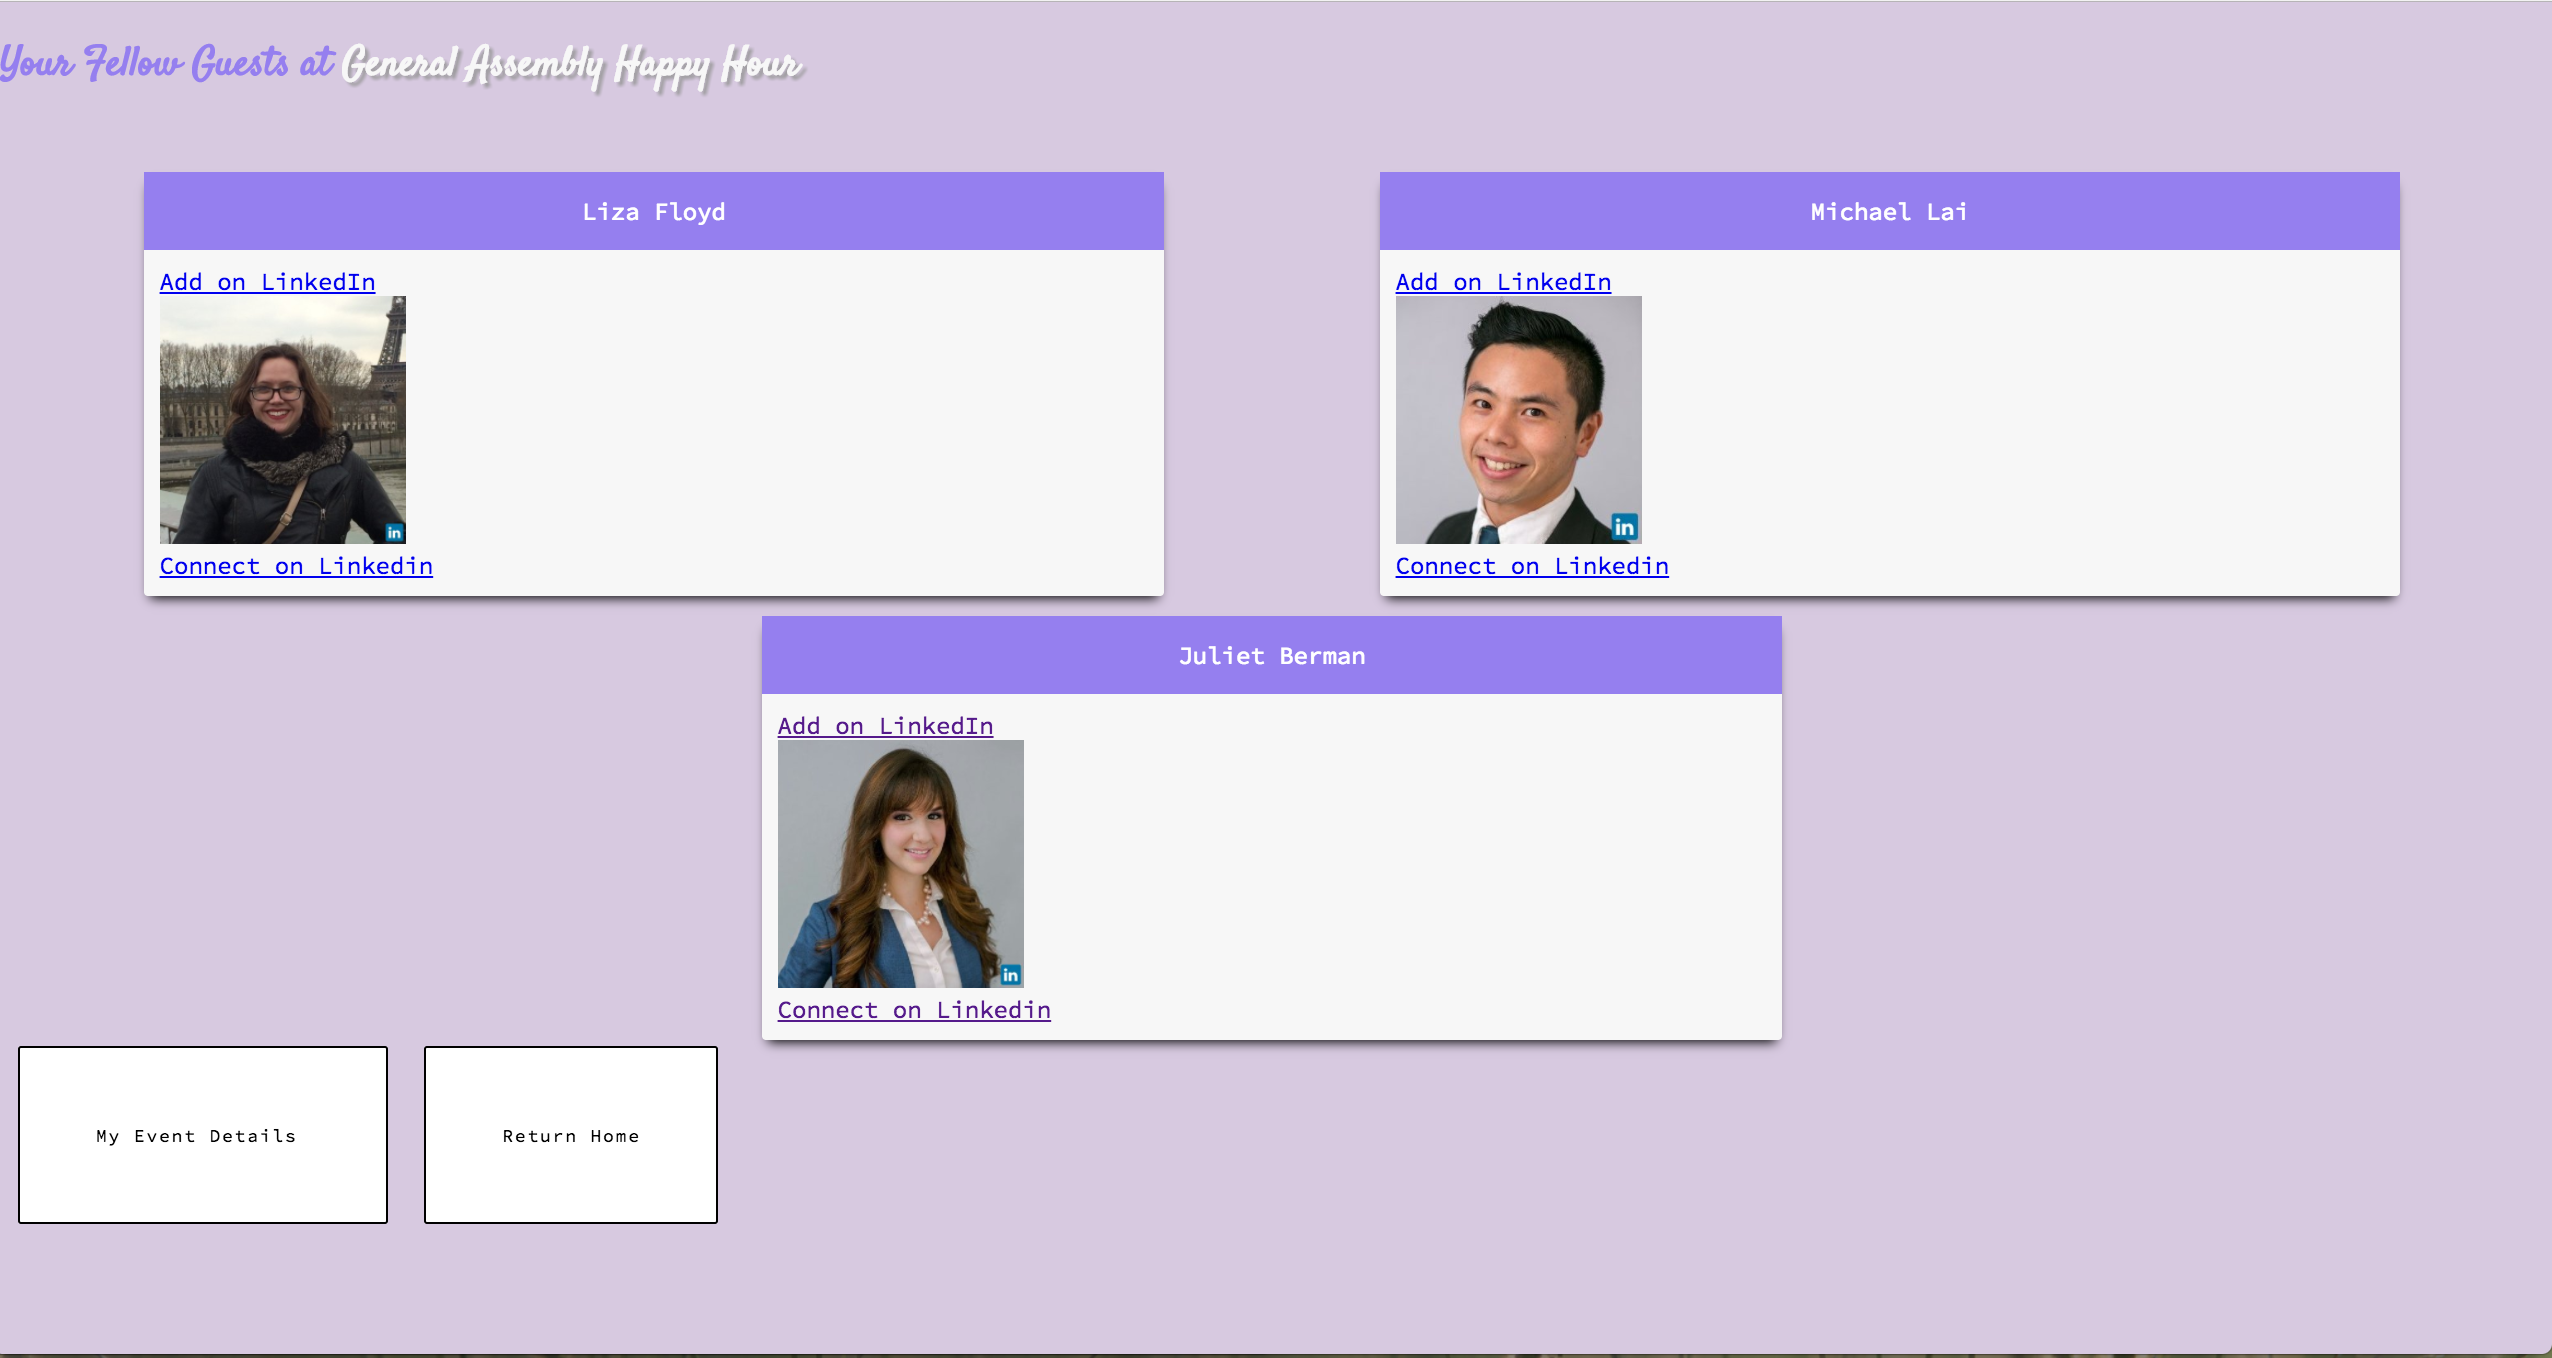 Your Fellow Guests at General Assembly Happy Hour
Liza Floyd
Add on LinkedIn
in
Connect on Linkedin
Michael Lai
Add on LinkedIn
in
Connect on Linkedin
Juliet Berman
Add on LinkedIn
in
Connect on Linkedin
My Event Details
Return Home